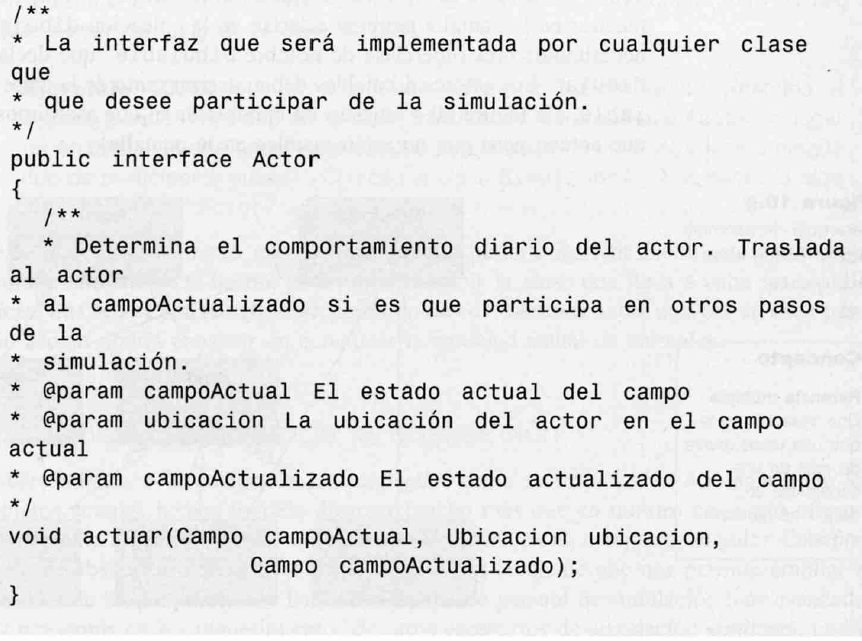 /**
* La interfaz que será implementada por cualquier clase
que
* que desee participar de la simulación.
*/
public interface Actor
{
/**
* Determina el comportamiento diario del actor. Traslada
al actor
* al campoActualizado si es que participa en otros pasos
de la
* simulación.
* @param campoActual El estado actual del campo
* @param ubicacion La ubicación del actor en el campo
actual
* @param campoActualizado El estado actualizado del campo
*/
void actuar(Campo campoActual, Ubicacion ubicacion,
Campo campoActualizado);
}